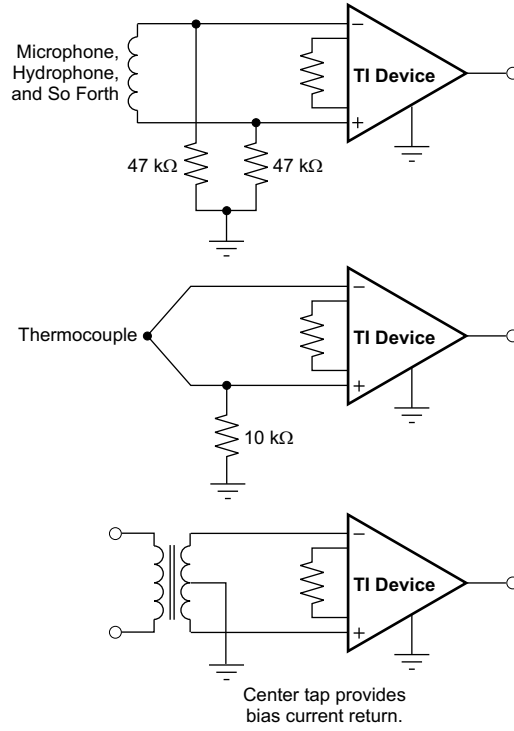 Microphone,
Hydrophone,
and So Forth
−
TI Device
+
47 kΩ 47 kΩ
−
Thermocouple TI Device
+
10 kΩ
−
TI Device
+
Center tap provides
bias current return.